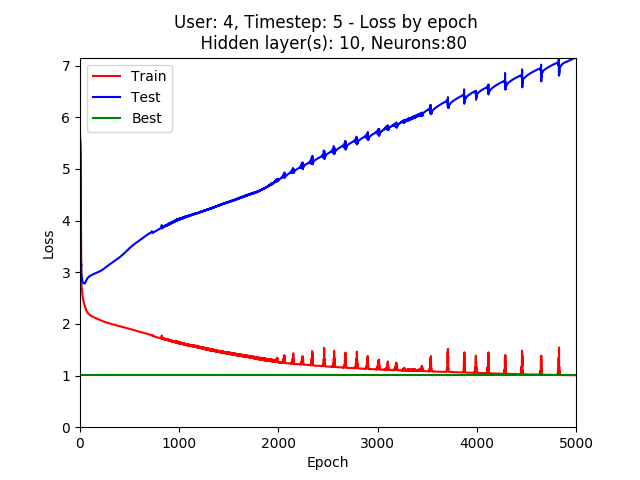 User: 4, Timestep: 5 - Loss by epoch
Hidden layer(s): 10, Neurons:80
Train
Test
Best
Loss
7
6
5
4
3
2
1
0
0 1000 2000 3000 4000 5000
Epoch